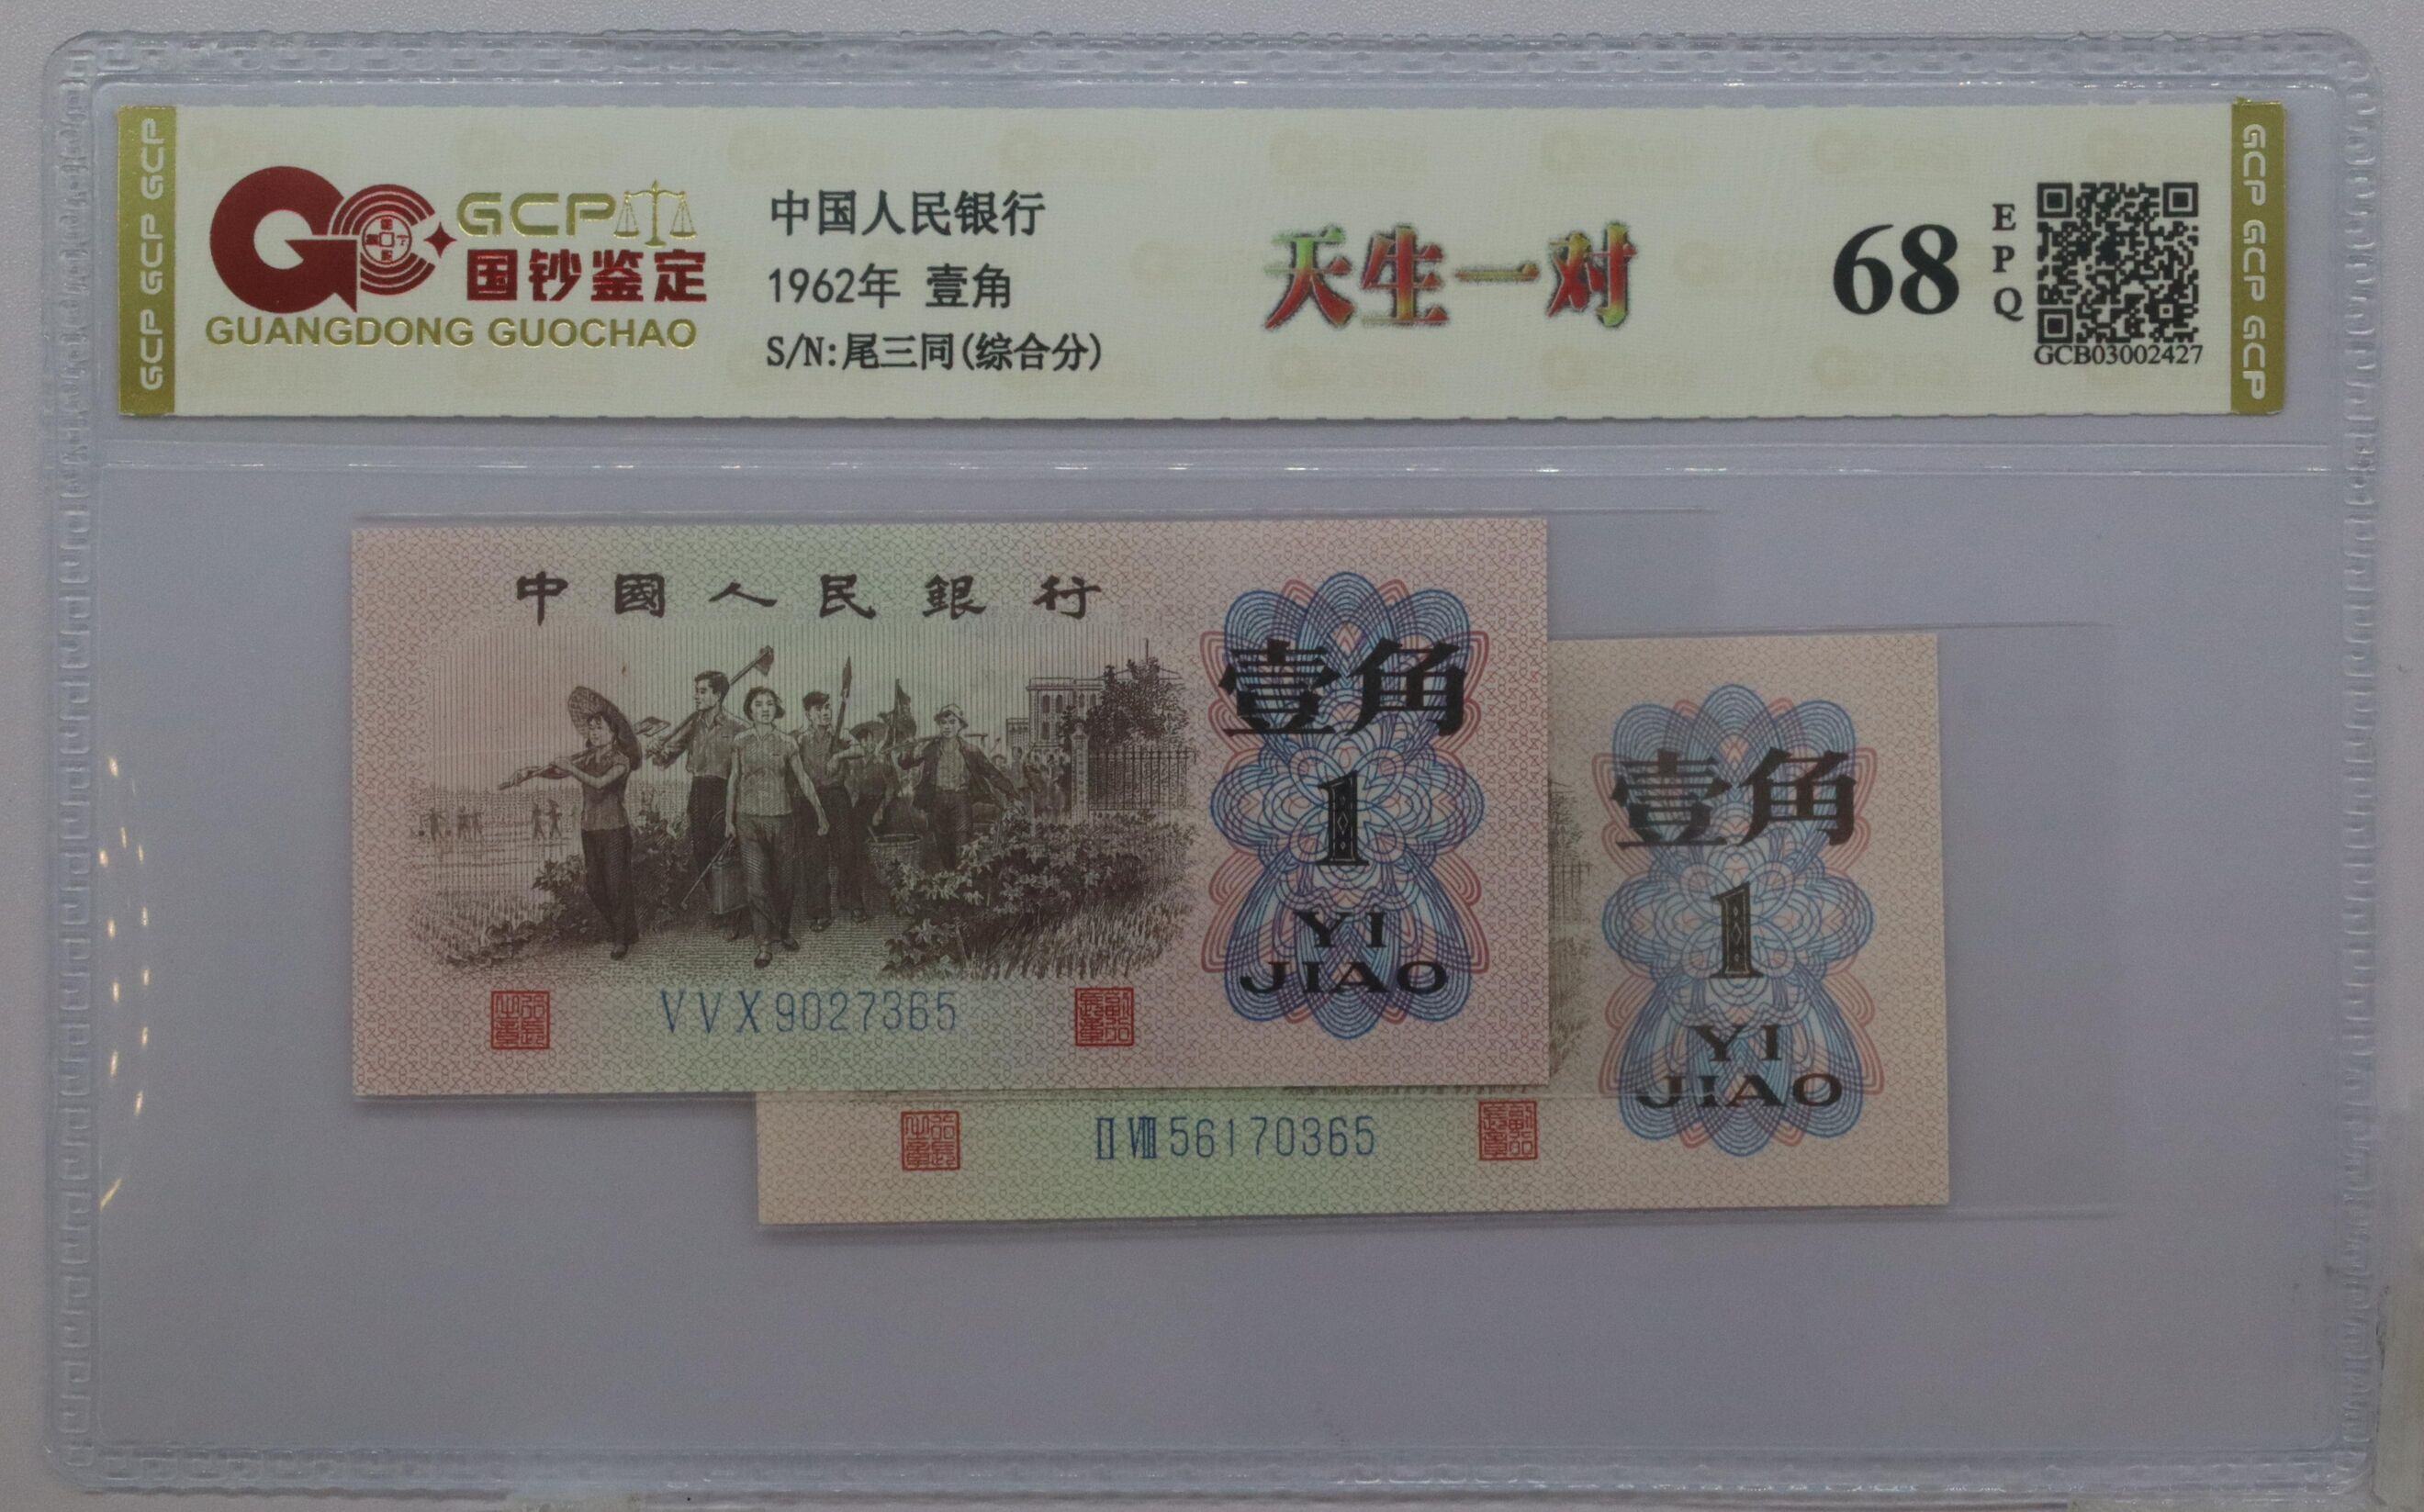 GCP GCP GCP
GCP
国钞鉴定
GUANGDONG GUOCHAO
中国人民银行
1962年 壹角
S/N:尾三同(综合分)
天生一对
68
EPQ
GCB03002427
GCP GCP GCP
中國人民銀行
壹角
1
YI
JIAO
VVX9027365
壹角
1
YI
JIAO
ⅡⅧ56170365